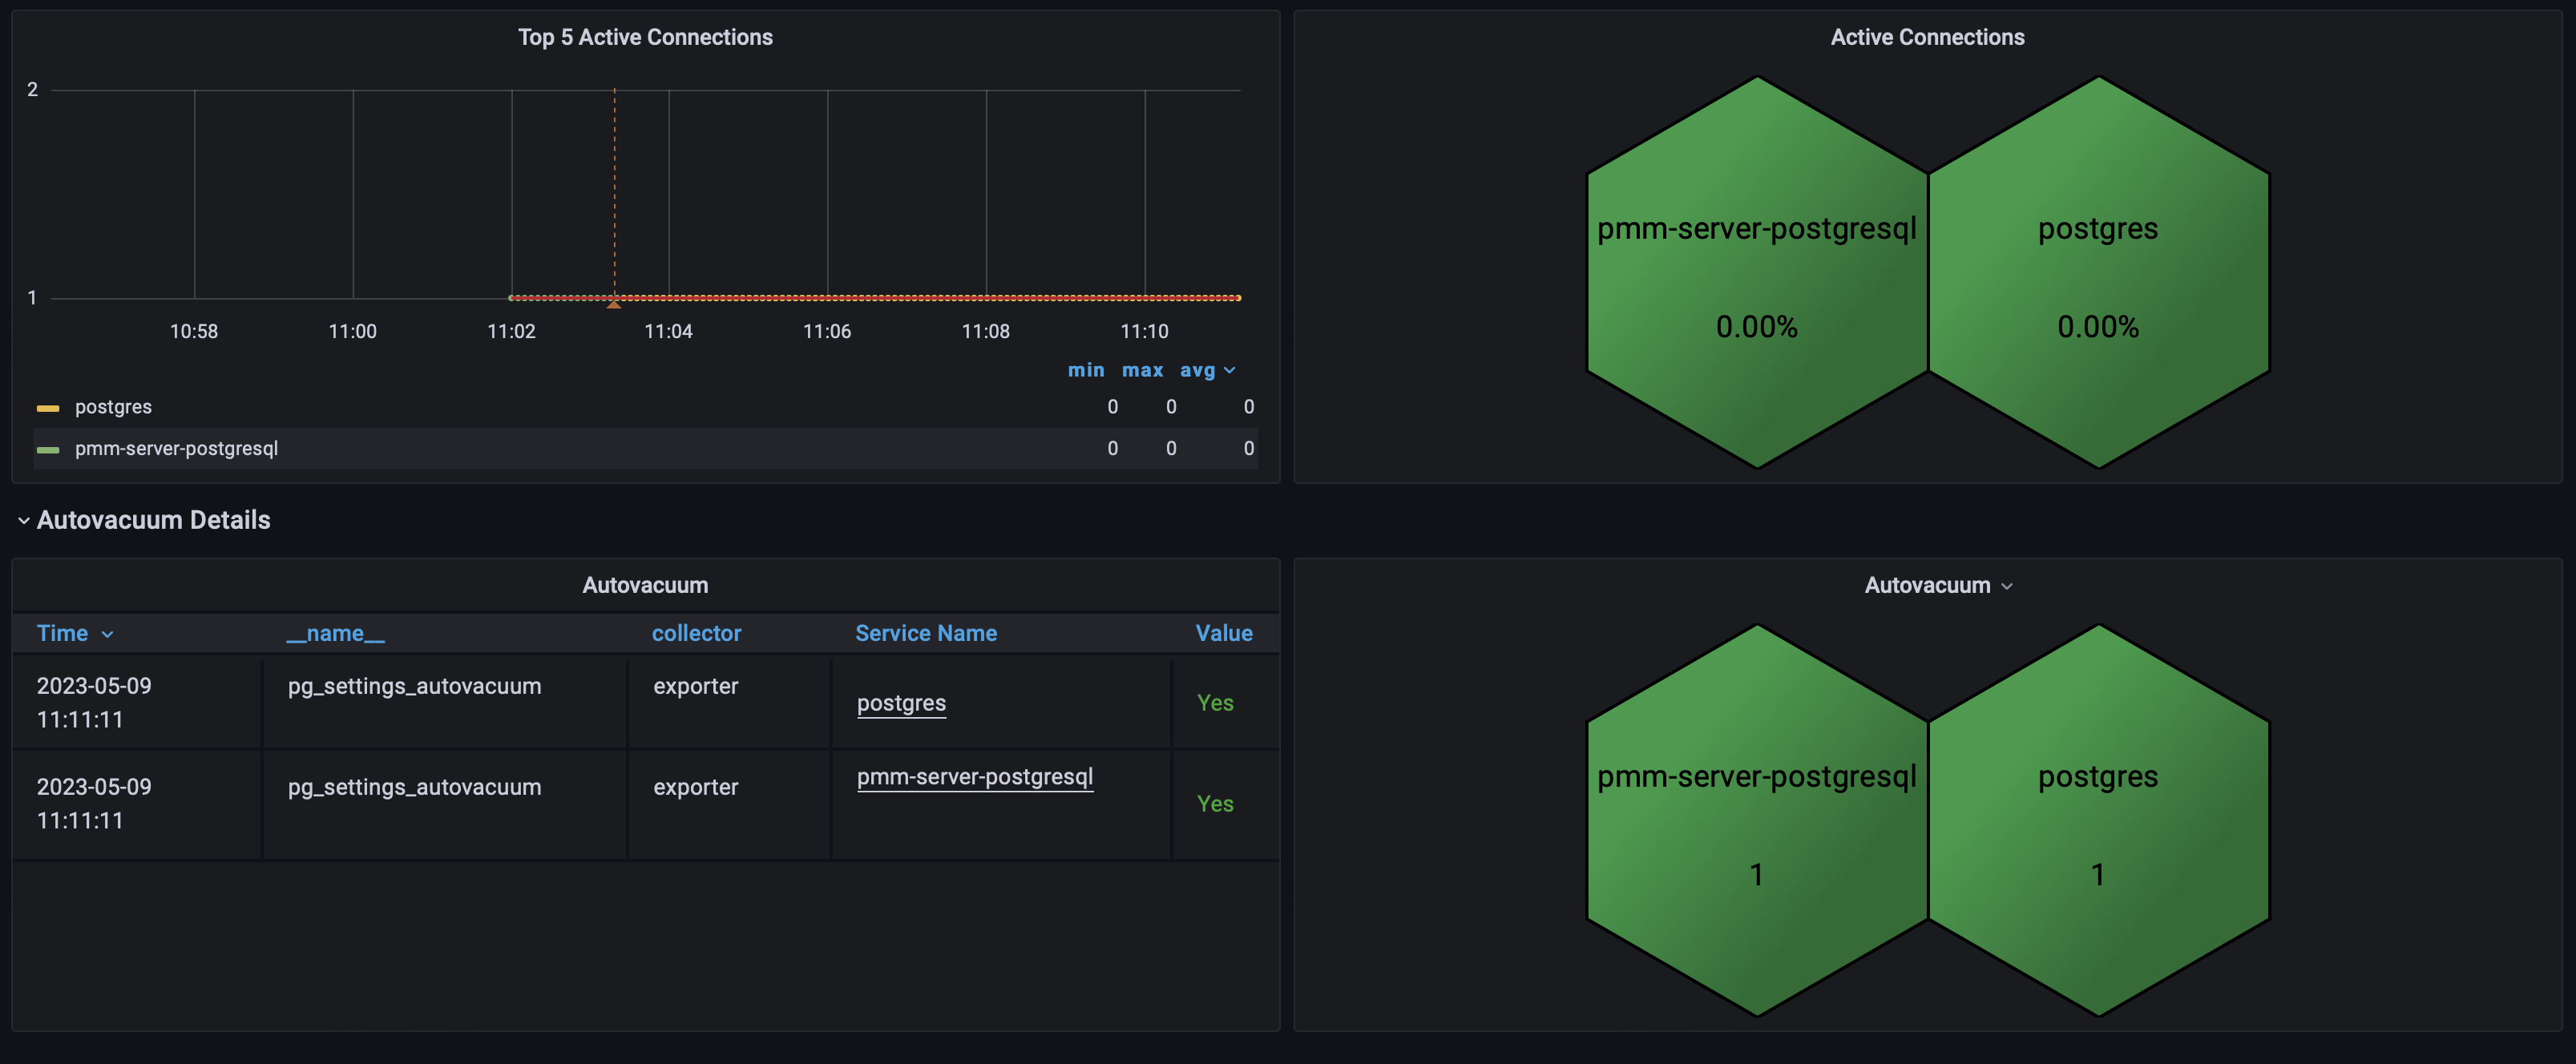 Top 5 Active Connections
2
1
10:58 11:00 11:02 11:04 11:06 11:08 11:10
min max avg
postgres 0 0 0
pmm-server-postgresql 0 0 0
Active Connections
pmm-server-postgresql postgres
0.00% 0.00%
Autovacuum Details
Autovacuum
Time __name__ collector Service Name Value
2023-05-09 11:11:11 pg_settings_autovacuum exporter postgres Yes
2023-05-09 11:11:11 pg_settings_autovacuum exporter pmm-server-postgresql Yes
Autovacuum
pmm-server-postgresql postgres
1 1